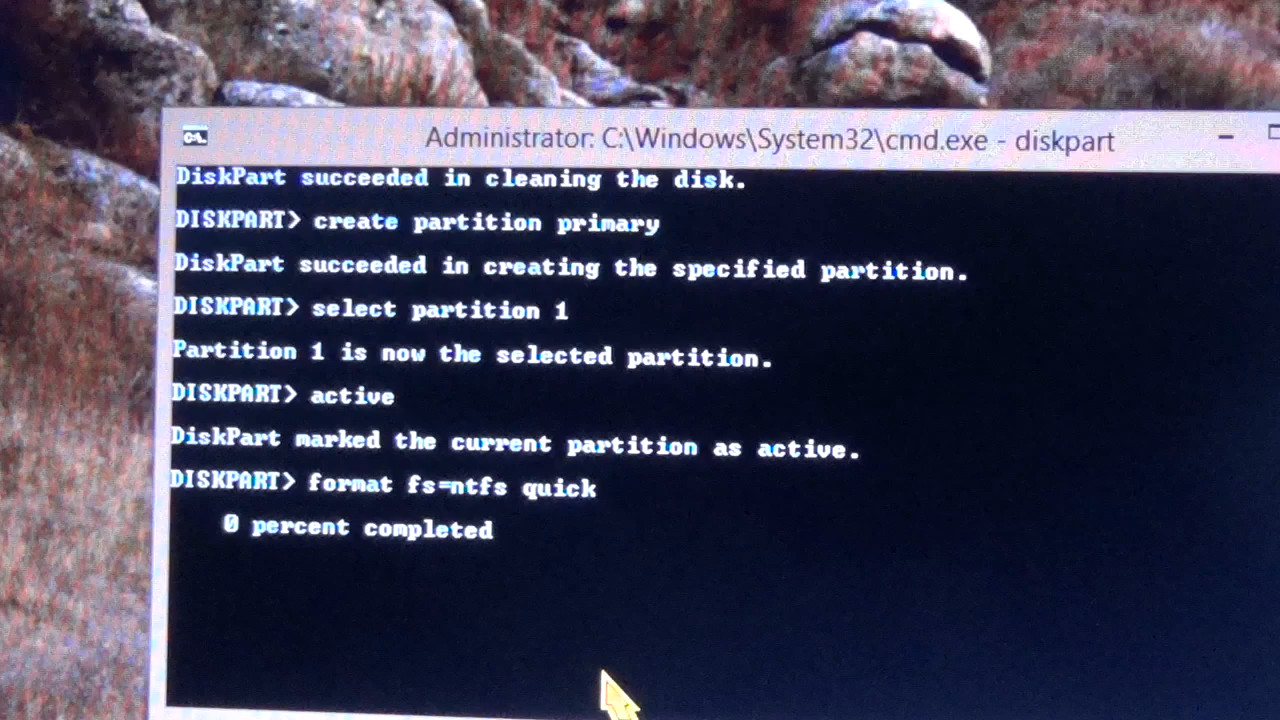 C:\.
Administrator: C:\Windows\System32\cmd.exe - diskpart
DiskPart succeeded in cleaning the disk.
DISKPART> create partition primary
DiskPart succeeded in creating the specified partition.
DISKPART> select partition 1
Partition 1 is now the selected partition.
DISKPART> active
DiskPart marked the current partition as active.
DISKPART> format fs=ntfs quick
0 percent completed